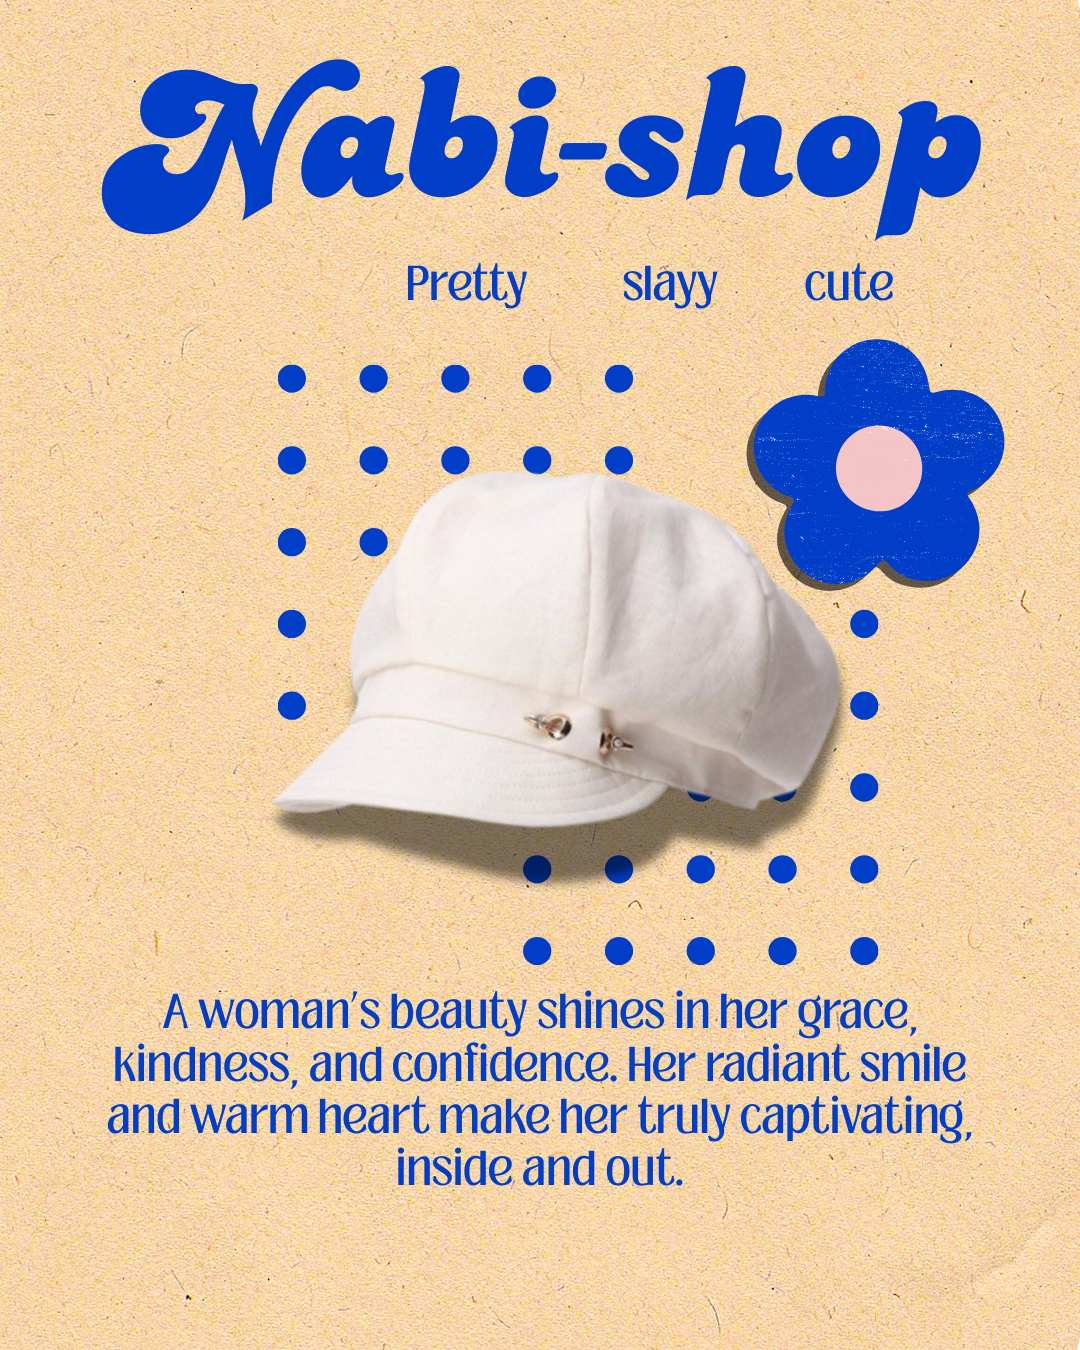 Nabi-shop
Pretty slayy cute
A woman's beauty shines in her grace,
kindness, and confidence. Her radiant smile
and warm heart make her truly captivating,
inside and out.